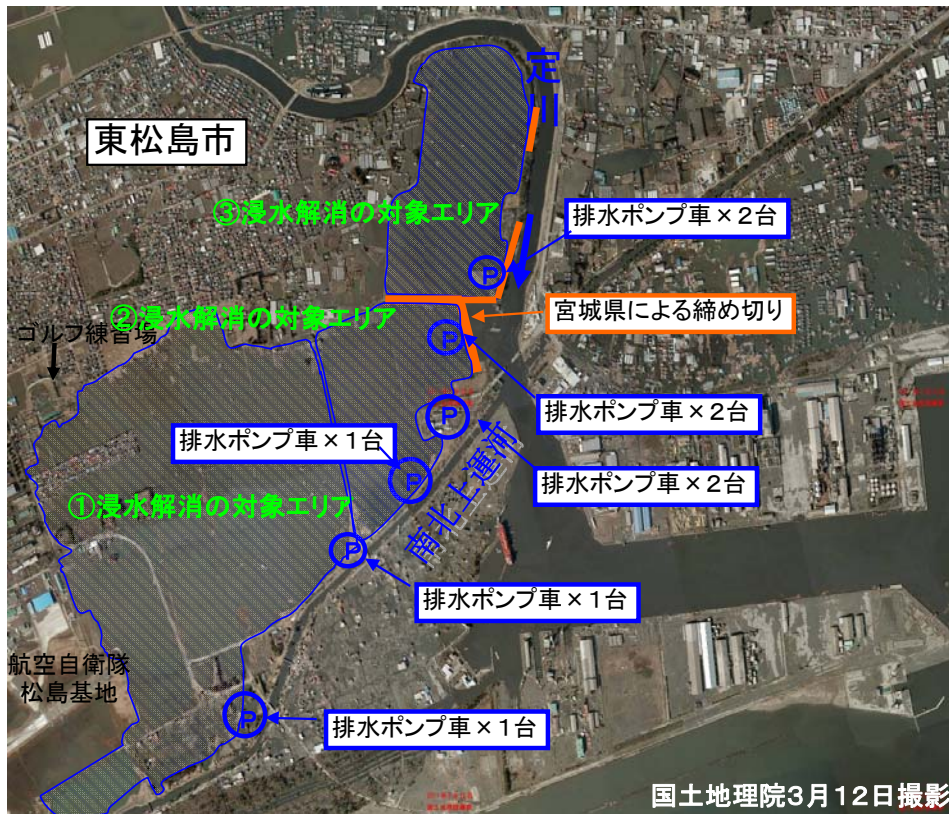 定川
東松島市
③浸水解消の対象エリア
排水ポンプ車×2台
P
②浸水解消の対象エリア
宮城県による締め切り
ゴルフ練習場
P
排水ポンプ車×2台
P
排水ポンプ車×1台
南北上運河
排水ポンプ車×2台
P
①浸水解消の対象エリア
P
排水ポンプ車×1台
航空自衛隊
松島基地
P
排水ポンプ車×1台
国土地理院3月12日撮影